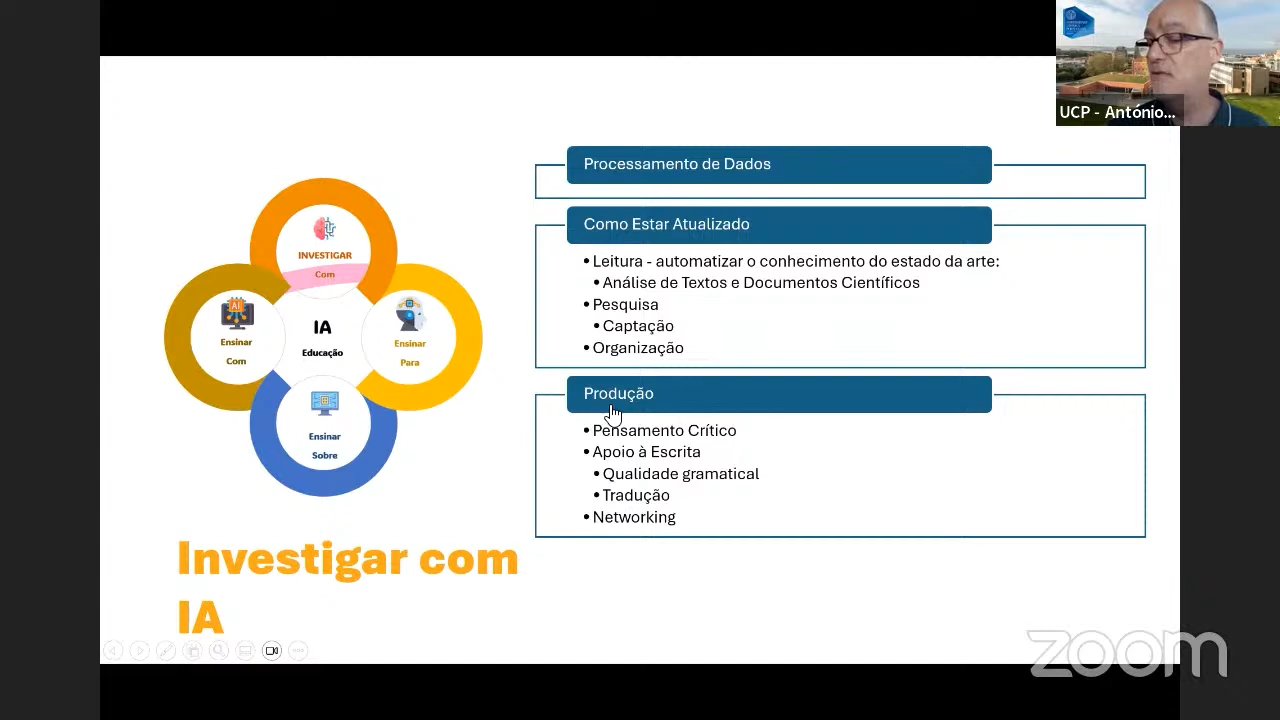 UCP - António...
Processamento de Dados
Como Estar Atualizado
• Leitura - automatizar o conhecimento do estado da arte:
• Análise de Textos e Documentos Científicos
• Pesquisa
• Captação
• Organização
Produção
• Pensamento Crítico
• Apoio à Escrita
• Qualidade gramatical
• Tradução
• Networking
INVESTIGAR
Com
AI
Ensinar
Com
IA
Educação
Ensinar
Para
Ensinar
Sobre
Investigar com
IA
zoom